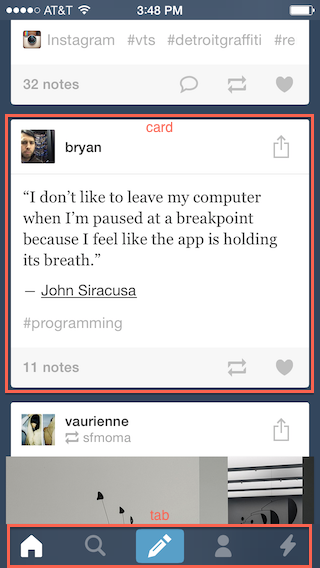 AT&T 3:48 PM
Instagram #vts #detroitgraffiti #re
32 notes
card
bryan
“I don’t like to leave my computer
when I’m paused at a breakpoint
because I feel like the app is holding
its breath.”
— John Siracusa
#programming
11 notes
vaurienne
sfmoma
tab